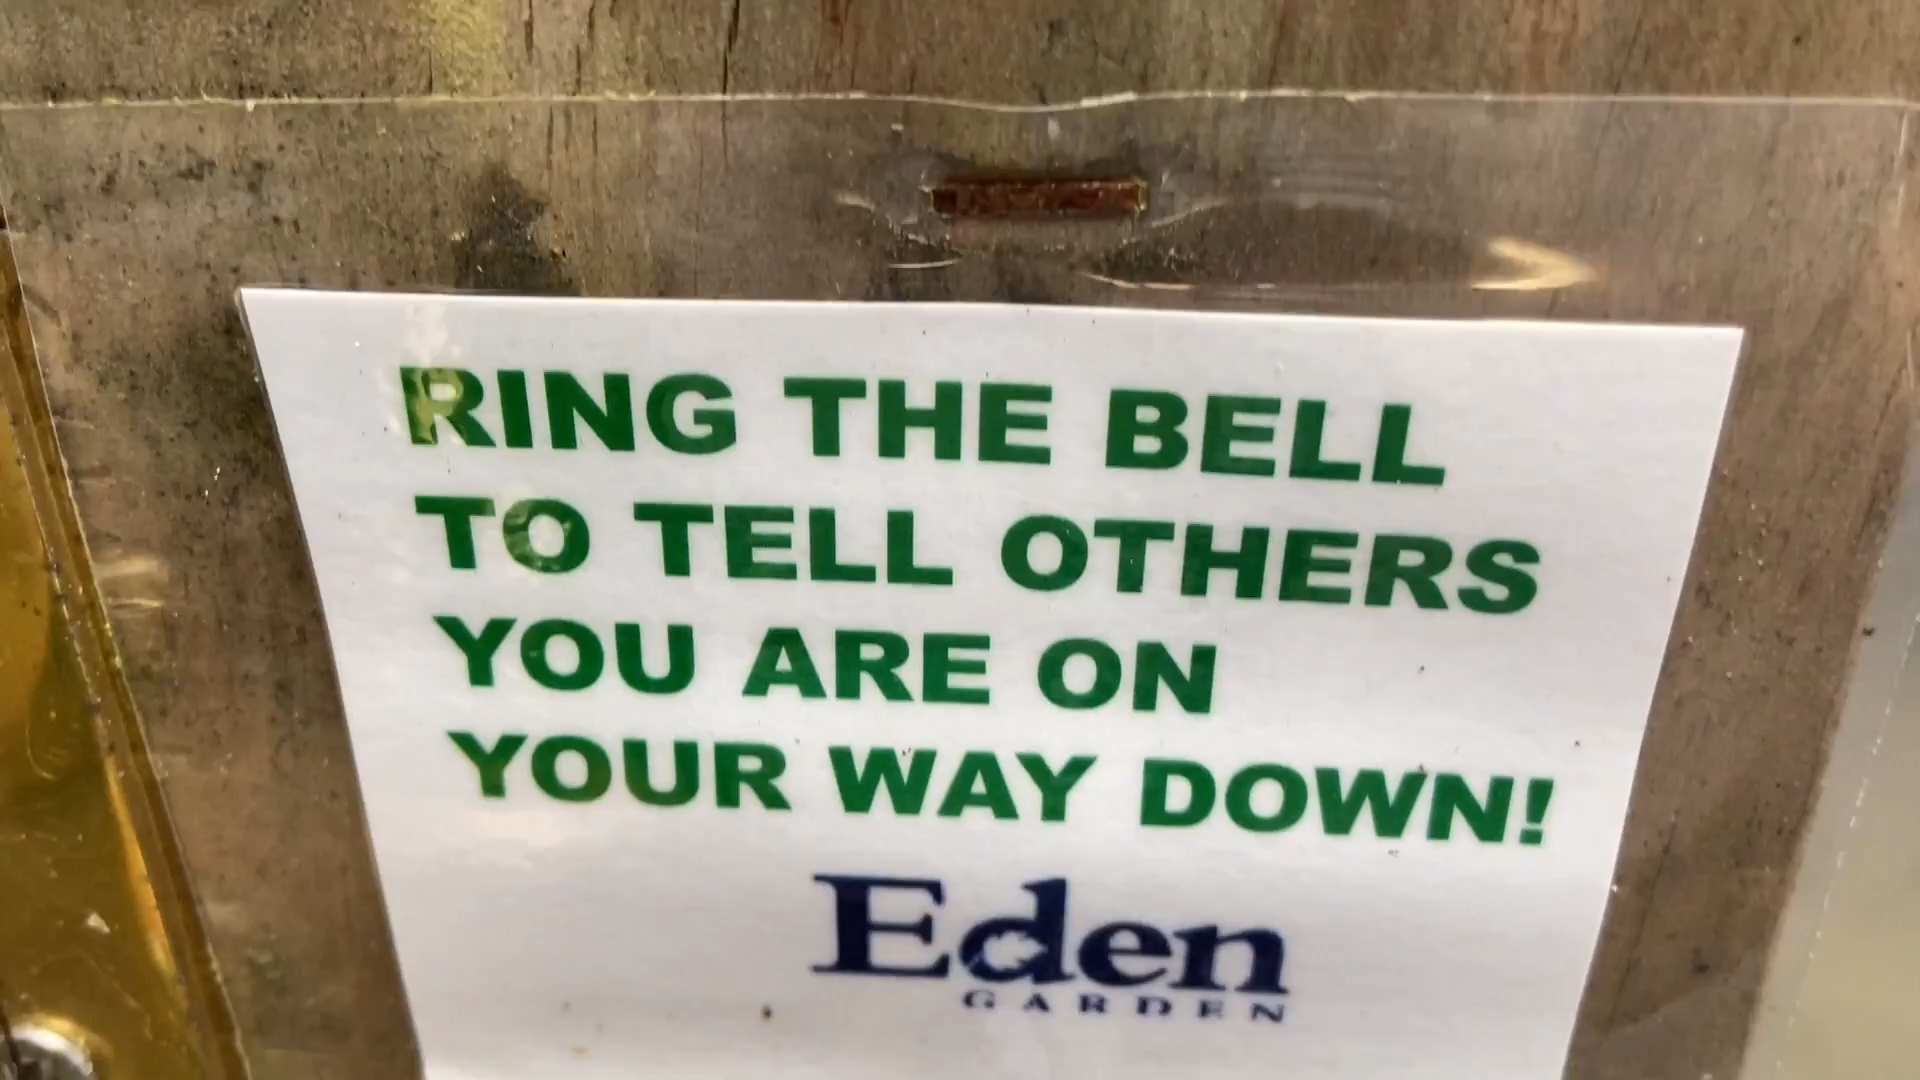 RING THE BELL
TO TELL OTHERS
YOU ARE ON
YOUR WAY DOWN!
Eden
GARDEN